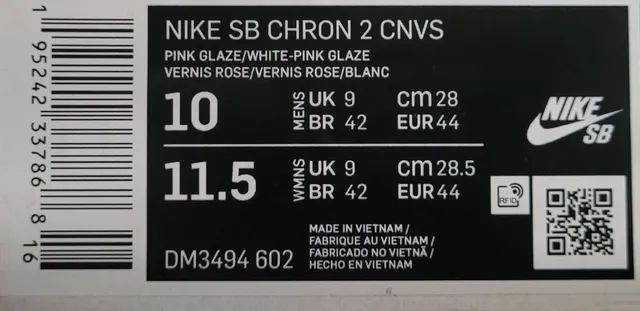 NIKE SB CHRON 2 CNVS
PINK GLAZE/WHITE-PINK GLAZE
VERNIS ROSE/VERNIS ROSE/BLANC
10 MENS UK 9 CM 28
BR 42 EUR 44
11.5 WMNS UK 9 CM 28.5
BR 42 EUR 44
NIKE
SB
RFID
MADE IN VIETNAM /
FABRIQUE AU VIETNAM /
FABRICADO NO VIETNÃ /
HECHO EN VIETNAM
DM3494 602
1 95242 33786 8 16